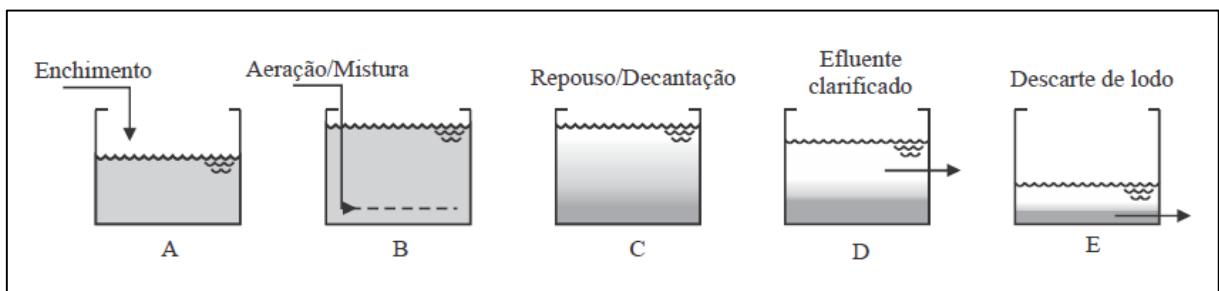 Enchimento
Aeração/Mistura
Repouso/Decantação
Efluente
clarificado
Descarte de lodo
A
B
C
D
E